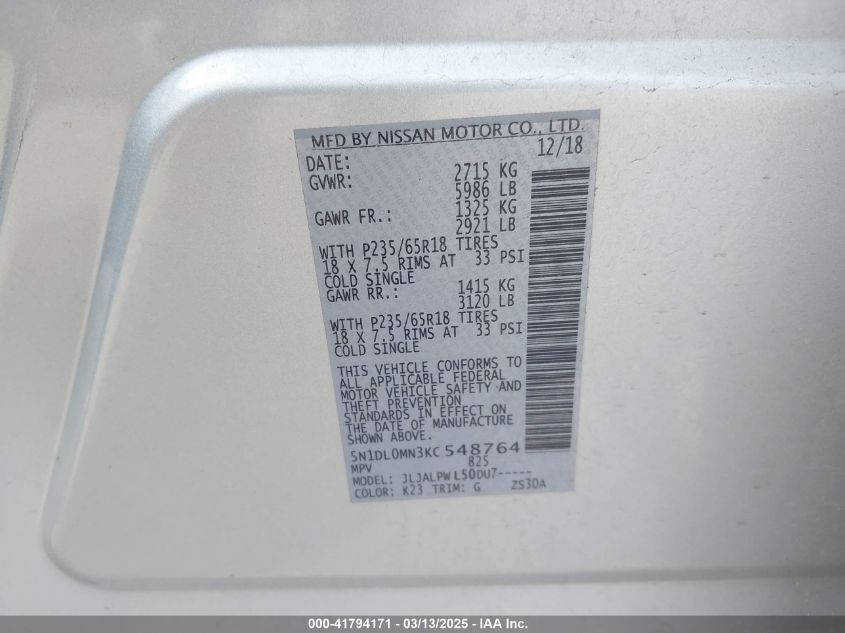 MFD BY NISSAN MOTOR CO., LTD.
DATE: 12/18
GVWR: 2715 KG
5986 LB
GAWR FR.: 1325 KG
2921 LB
WITH P235/65R18 TIRES
18 X 7.5 RIMS AT 33 PSI
COLD SINGLE
GAWR RR.: 1415 KG
3120 LB
WITH P235/65R18 TIRES
18 X 7.5 RIMS AT 33 PSI
COLD SINGLE
THIS VEHICLE CONFORMS TO
ALL APPLICABLE FEDERAL
MOTOR VEHICLE SAFETY AND
THEFT PREVENTION
STANDARDS IN EFFECT ON
THE DATE OF MANUFACTURE
SHOWN ABOVE.
5N1DL0MN3KC548764
MPV 825
MODEL: JLJALPWL50DU7-----
COLOR: K23 TRIM: G ZS30A
000-41794171 - 03/13/2025 - IAAI.com